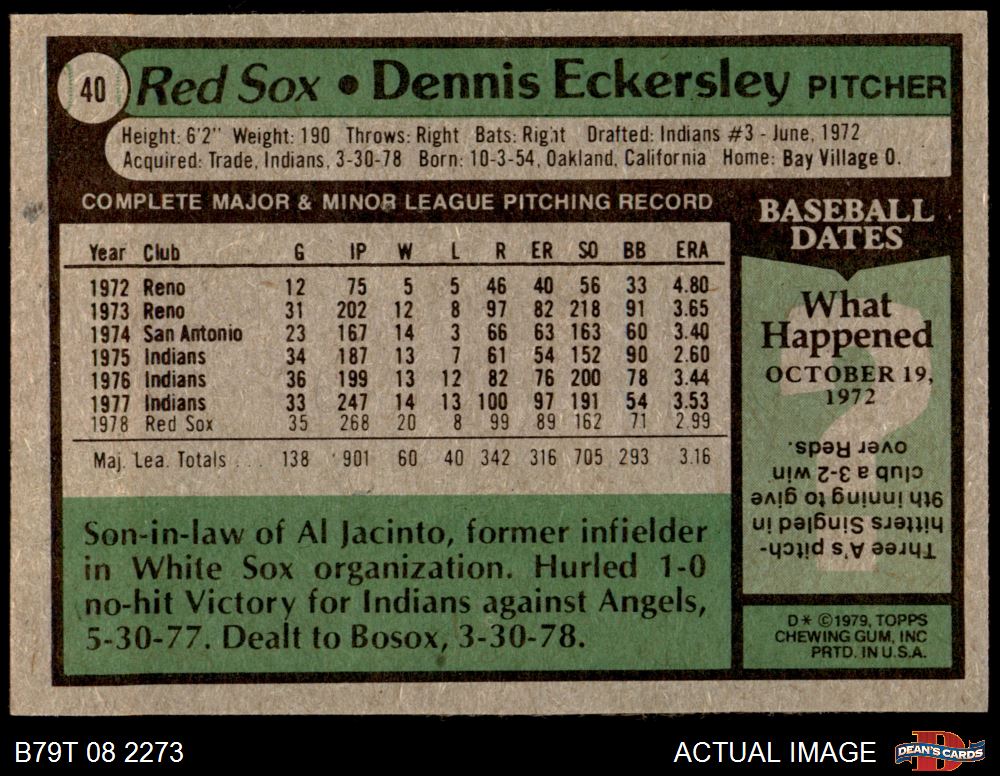 40 Red Sox • Dennis Eckersley PITCHER
Height: 6'2" Weight: 190 Throws: Right Bats: Right Drafted: Indians #3 - June, 1972
Acquired: Trade, Indians, 3-30-78 Born: 10-3-54, Oakland, California Home: Bay Village O.
COMPLETE MAJOR & MINOR LEAGUE PITCHING RECORD
Year Club G IP W L R ER SO BB ERA
1972 Reno 12 75 5 5 46 40 56 33 4.80
1973 Reno 31 202 12 8 97 82 218 91 3.65
1974 San Antonio 23 167 14 3 66 63 163 60 3.40
1975 Indians 34 187 13 7 61 54 152 90 2.60
1976 Indians 36 199 13 12 82 76 200 78 3.44
1977 Indians 33 247 14 13 100 97 191 54 3.53
1978 Red Sox 35 268 20 8 99 89 162 71 2.99
Maj. Lea. Totals ... 138 901 60 40 342 316 705 293 3.16
Son-in-law of Al Jacinto, former infielder
in White Sox organization. Hurled 1-0
no-hit Victory for Indians against Angels,
5-30-77. Dealt to Bosox, 3-30-78.
BASEBALL
DATES
What
Happened
OCTOBER 19,
1972
?
Three A's pitch-
hitters Singled in
9th inning to give
club a 3-2 win
over Reds.
D* ©1979, TOPPS
CHEWING GUM, INC
PRTD. IN U.S.A.
B79T 08 2273
ACTUAL IMAGE
DEAN'S CARDS